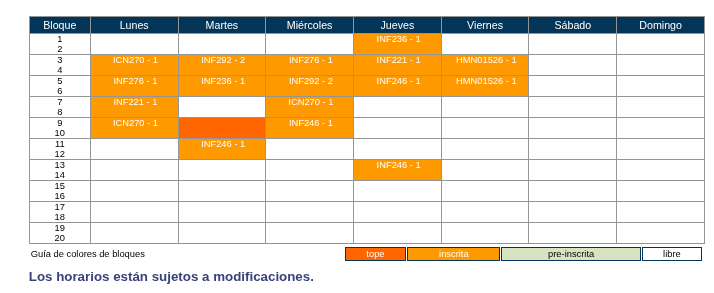 Bloque Lunes Martes Miércoles Jueves Viernes Sábado Domingo
1 INF236 - 1
2
3 ICN270 - 1 INF292 - 2 INF276 - 1 INF221 - 1 HMN01526 - 1
4
5 INF276 - 1 INF236 - 1 INF292 - 2 INF246 - 1 HMN01526 - 1
6
7 INF221 - 1 ICN270 - 1
8
9 ICN270 - 1 INF246 - 1
10
11 INF246 - 1
12
13 INF246 - 1
14
15
16
17
18
19
20
Guía de colores de bloques tope inscrita pre-inscrita libre
Los horarios están sujetos a modificaciones.